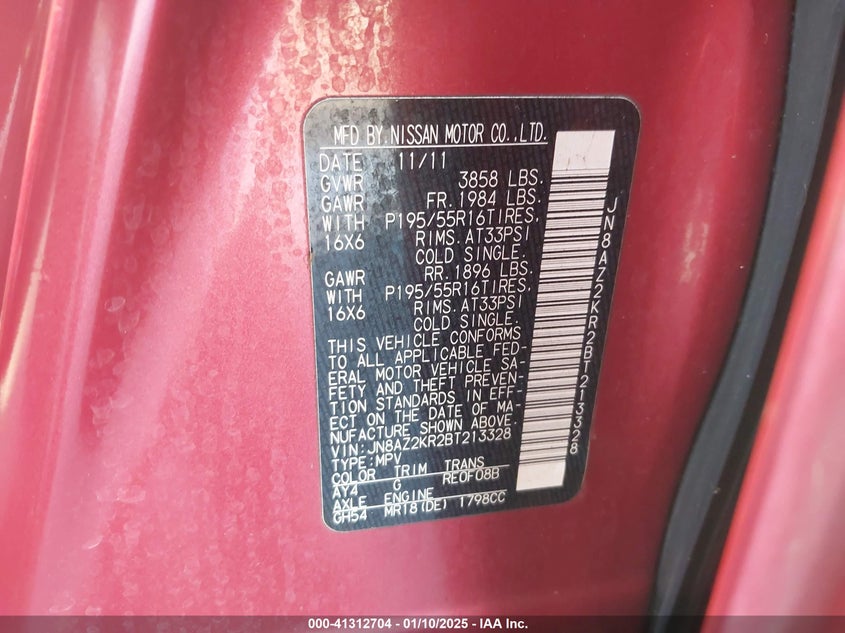 MFD BY NISSAN MOTOR CO.,LTD.
DATE 11/11
GVWR 3858 LBS.
GAWR FR. 1984 LBS.
WITH P195/55R16TIRES.
16X6 RIMS. AT33PSI
COLD SINGLE.
GAWR RR. 1896 LBS.
WITH P195/55R16TIRES.
16X6 RIMS. AT33PSI
COLD SINGLE.
THIS VEHICLE CONFORMS
TO ALL APPLICABLE FED-
ERAL MOTOR VEHICLE SA-
FETY AND THEFT PREVEN-
TION STANDARDS IN EFF-
ECT ON THE DATE OF MA-
NUFACTURE SHOWN ABOVE.
VIN: JN8AZ2KR2BT213328
TYPE: MPV
COLOR TRIM TRANS
AY4 G RE0F08B
AXLE ENGINE
GH54 MR18(DE) 1798CC
JN8AZ2KR2BT213328
000-41312704 - 01/10/2025 - IAA Inc.